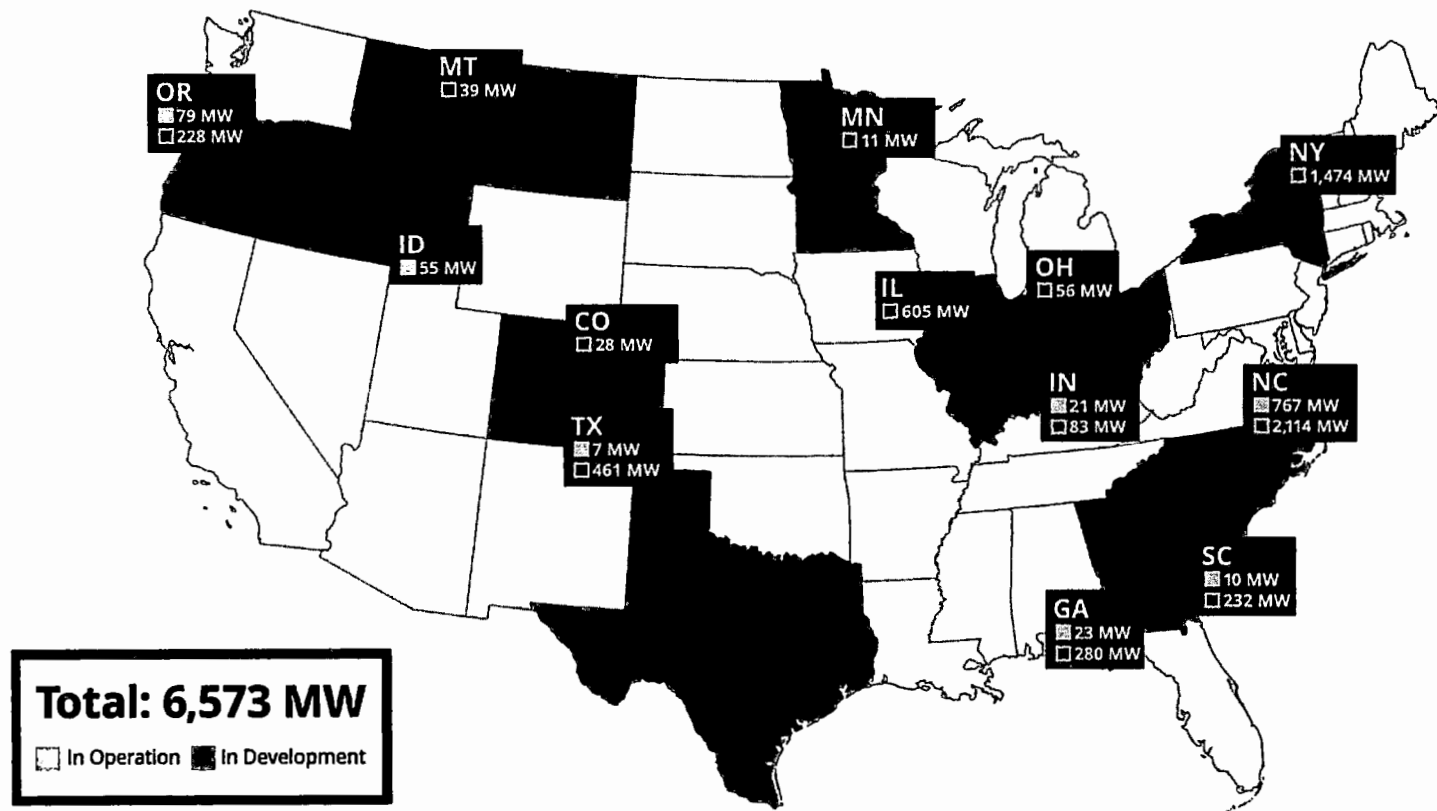 MT
39 MW
OR
79 MW
228 MW
MN
11 MW
NY
1,474 MW
ID
55 MW
OH
56 MW
IL
605 MW
CO
28 MW
IN
21 MW
83 MW
NC
767 MW
2,114 MW
TX
7 MW
461 MW
SC
10 MW
232 MW
GA
23 MW
280 MW
Total: 6,573 MW
In Operation In Development